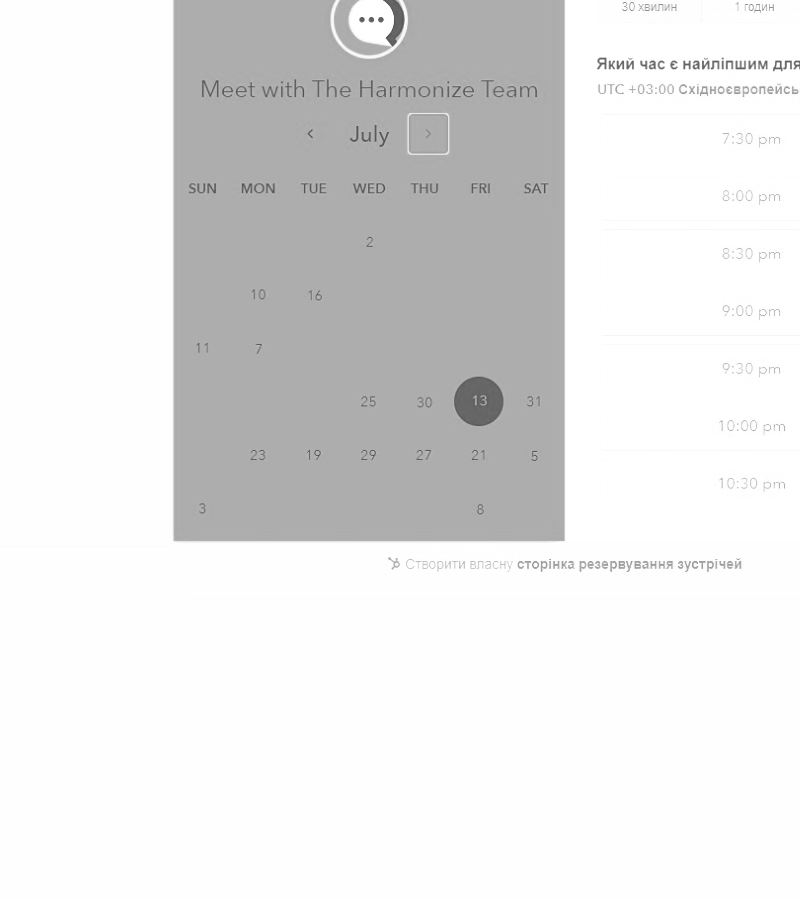 30 хвилин 1 годин
Meet with The Harmonize Team
July
SUN MON TUE WED THU FRI SAT
2
10 16
11 7
25 30 13 31
23 19 29 27 21 5
3 8
Який час є найліпшим для
UTC +03:00 Східноєвропейсь
7:30 pm
8:00 pm
8:30 pm
9:00 pm
9:30 pm
10:00 pm
10:30 pm
Створити власну сторінка резервування зустрічей